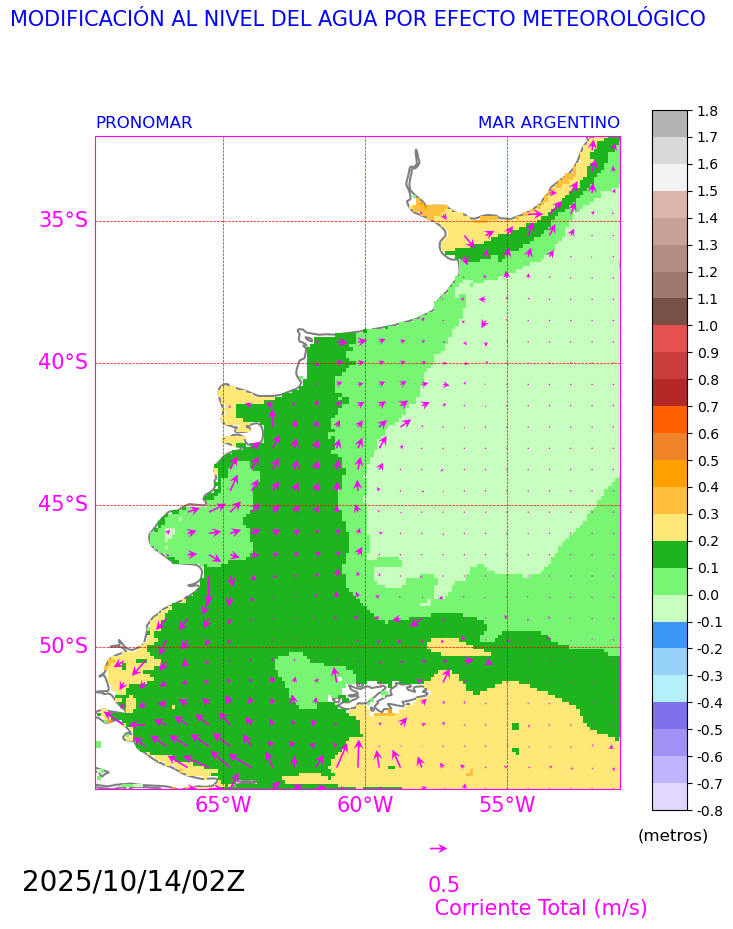 MODIFICACIÓN AL NIVEL DEL AGUA POR EFECTO METEOROLÓGICO
PRONOMAR
MAR ARGENTINO
35°S
40°S
45°S
50°S
65°W
60°W
55°W
1.8
1.7
1.6
1.5
1.4
1.3
1.2
1.1
1.0
0.9
0.8
0.7
0.6
0.5
0.4
0.3
0.2
0.1
0.0
-0.1
-0.2
-0.3
-0.4
-0.5
-0.6
-0.7
-0.8
(metros)
2025/10/14/02Z
0.5
Corriente Total (m/s)